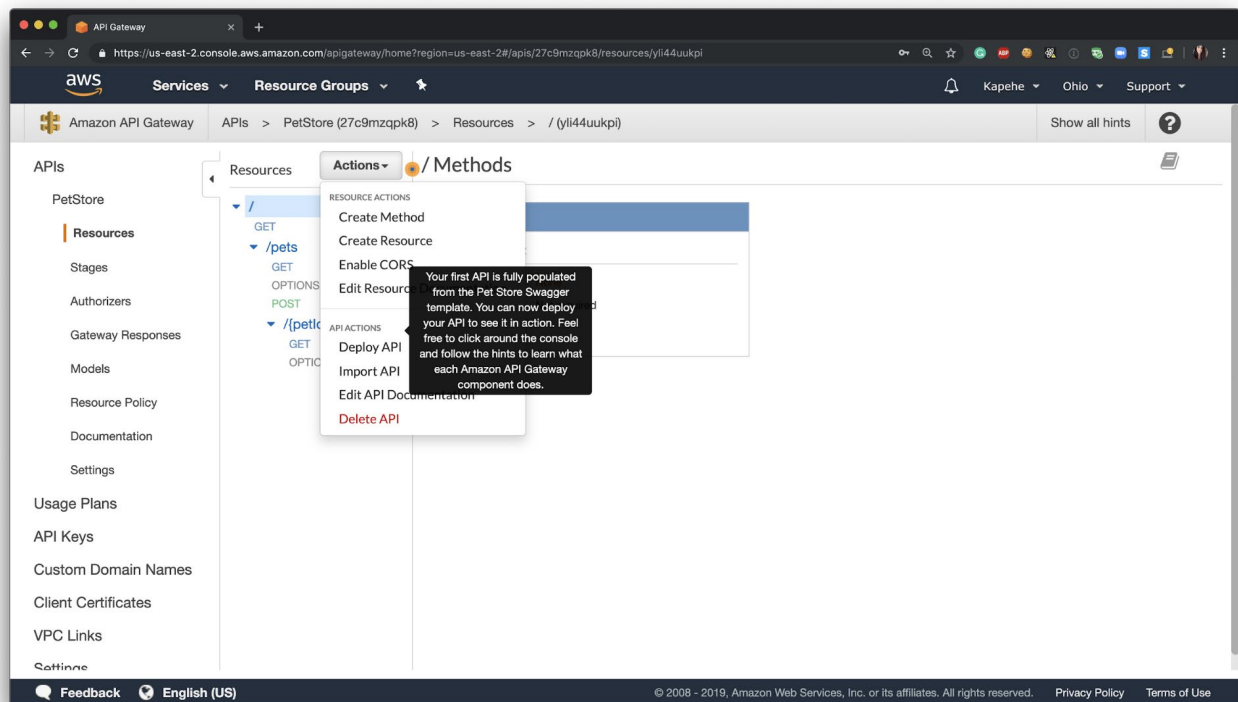 API Gateway
https://us-east-2.console.aws.amazon.com/apigateway/home?region=us-east-2#/apis/27c9mzqpk8/resources/yli44uukpi
ABP
S
aws Services Resource Groups Kapehe Ohio Support
Amazon API Gateway APIs > PetStore (27c9mzqpk8) > Resources > / (yli44uukpi) Show all hints ?
APIs
PetStore
Resources
Stages
Authorizers
Gateway Responses
Models
Resource Policy
Documentation
Settings
Usage Plans
API Keys
Custom Domain Names
Client Certificates
VPC Links
Settings
Resources
Actions
/ Methods
/
GET
/pets
GET
OPTIONS
POST
GET
RESOURCE ACTIONS
Create Method
Create Resource
Enable CORS
Edit Resource
API ACTIONS
Deploy API
Import API
Edit API Documentation
Delete API
Your first API is fully populated
from the Pet Store Swagger
template. You can now deploy
your API to see it in action. Feel
free to click around the console
and follow the hints to learn what
each Amazon API Gateway
component does.
Feedback English (US) © 2008 - 2019, Amazon Web Services, Inc. or its affiliates. All rights reserved. Privacy Policy Terms of Use